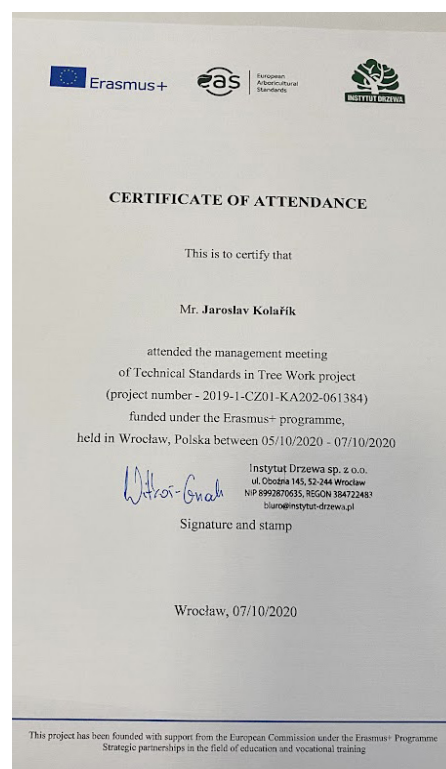 Erasmus+
eas
European
Arboricultural
Standards
INSTYTUT DRZEWA
CERTIFICATE OF ATTENDANCE
This is to certify that
Mr. Jaroslav Kolařík
attended the management meeting
of Technical Standards in Tree Work project
(project number - 2019-1-CZ01-KA202-061384)
funded under the Erasmus+ programme,
held in Wrocław, Polska between 05/10/2020 - 07/10/2020
Instytut Drzewa sp. z o.o.
ul. Oboźna 145, 52-244 Wrocław
NIP 8992870635, REGON 384722483
biuro@instytut-drzewa.pl
Signature and stamp
Wrocław, 07/10/2020
This project has been founded with support from the European Commission under the Erasmus+ Programme
Strategic partnerships in the field of education and vocational training